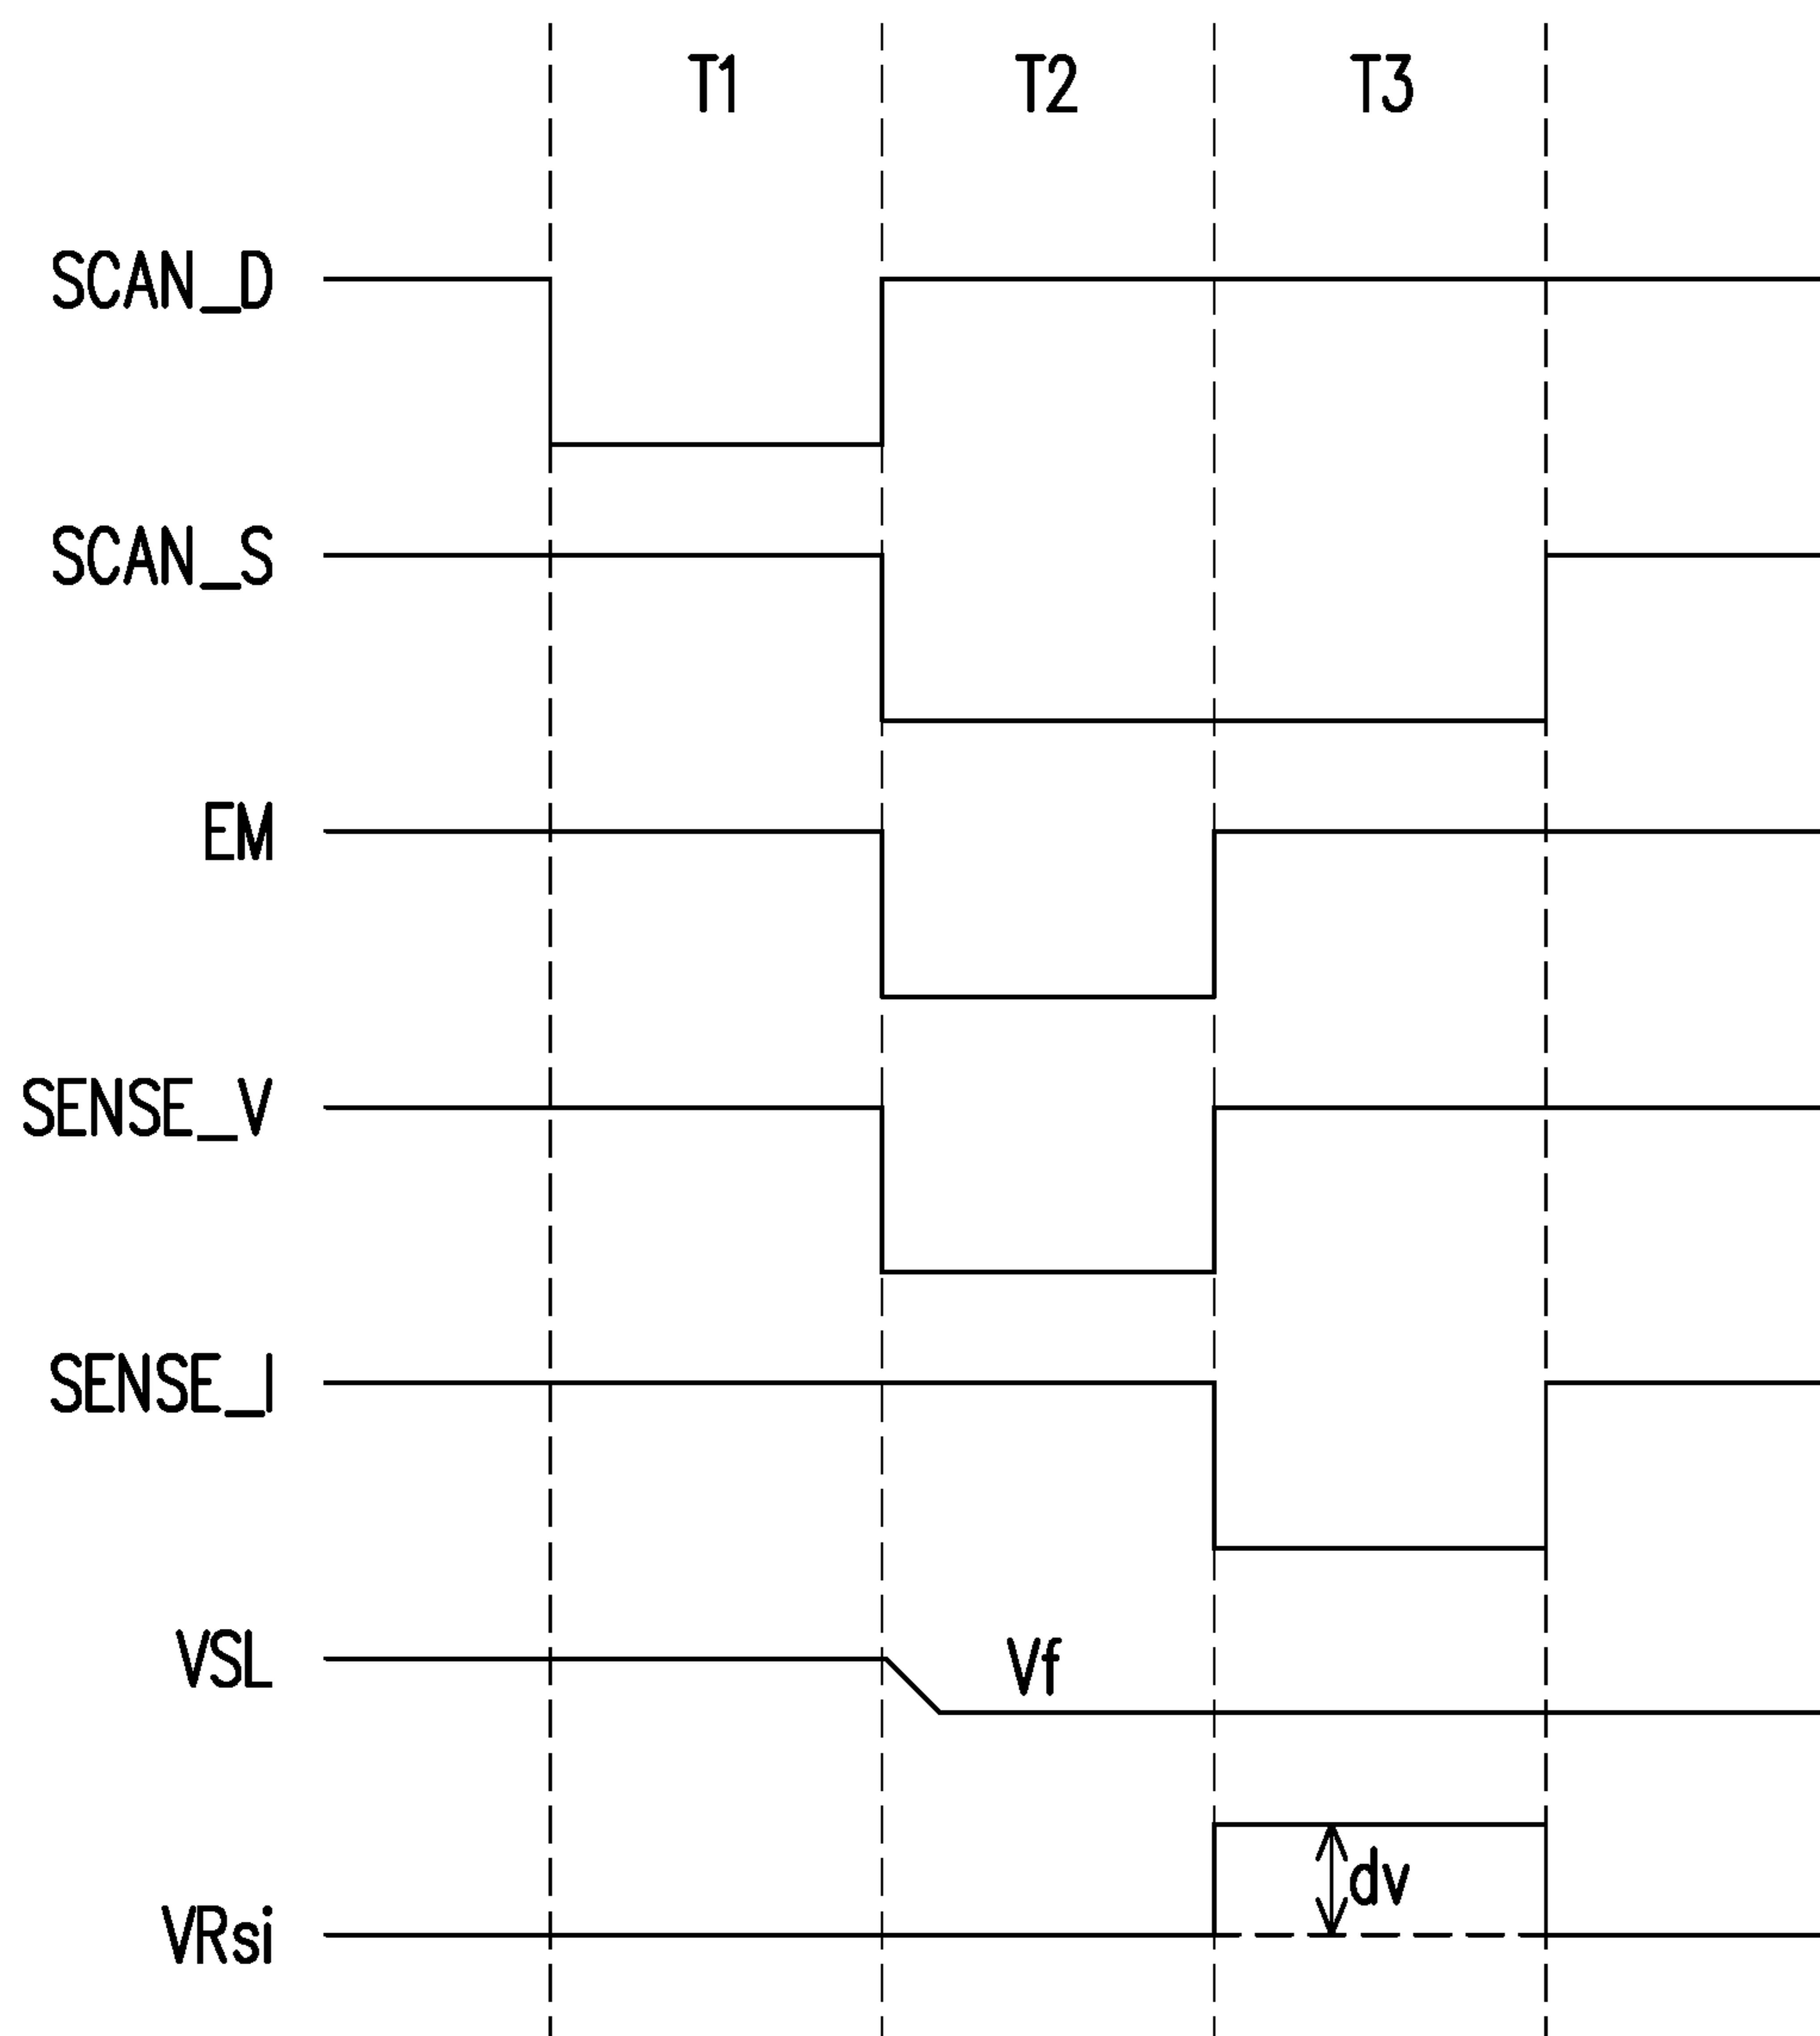 T1 T2 T3
SCAN_D
SCAN_S
EM
SENSE_V
SENSE_I
VSL Vf
dv
VRsi